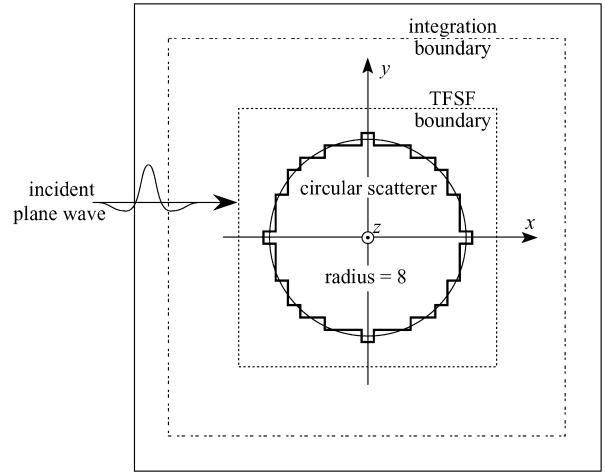 integration
boundary
y
TFSF
boundary
incident
plane wave
circular scatterer
z
x
radius = 8